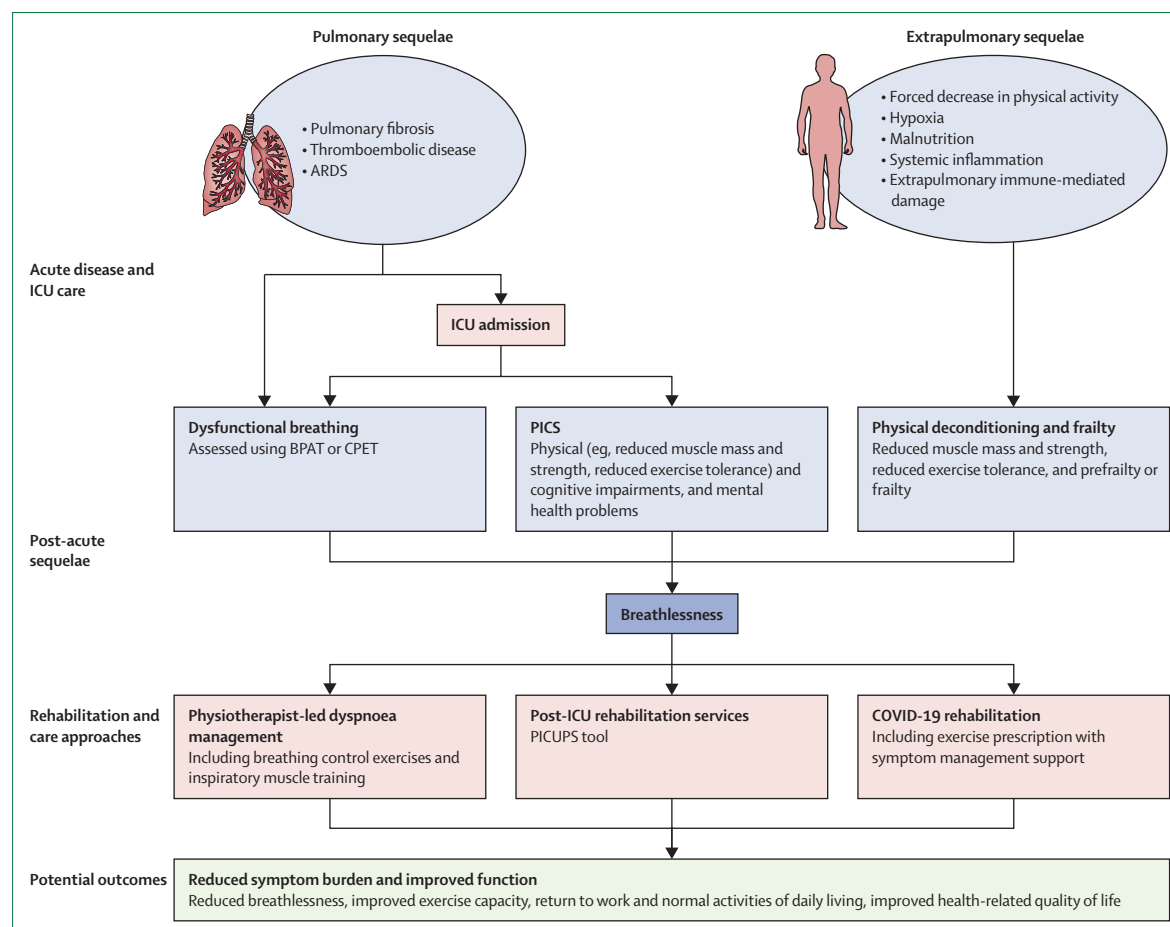 Pulmonary sequelae
Extrapulmonary sequelae
• Pulmonary fibrosis
• Thromboembolic disease
• ARDS
• Forced decrease in physical activity
• Hypoxia
• Malnutrition
• Systemic inflammation
• Extrapulmonary immune-mediated
damage
Acute disease and
ICU care
ICU admission
Dysfunctional breathing
Assessed using BPAT or CPET
PICS
Physical (eg, reduced muscle mass and
strength, reduced exercise tolerance) and
cognitive impairments, and mental
health problems
Physical deconditioning and frailty
Reduced muscle mass and strength,
reduced exercise tolerance, and prefrailty or
frailty
Post-acute
sequelae
Breathlessness
Rehabilitation and
care approaches
Physiotherapist-led dyspnoea
management
Including breathing control exercises and
inspiratory muscle training
Post-ICU rehabilitation services
PICUPS tool
COVID-19 rehabilitation
Including exercise prescription with
symptom management support
Potential outcomes
Reduced symptom burden and improved function
Reduced breathlessness, improved exercise capacity, return to work and normal activities of daily living, improved health-related quality of life